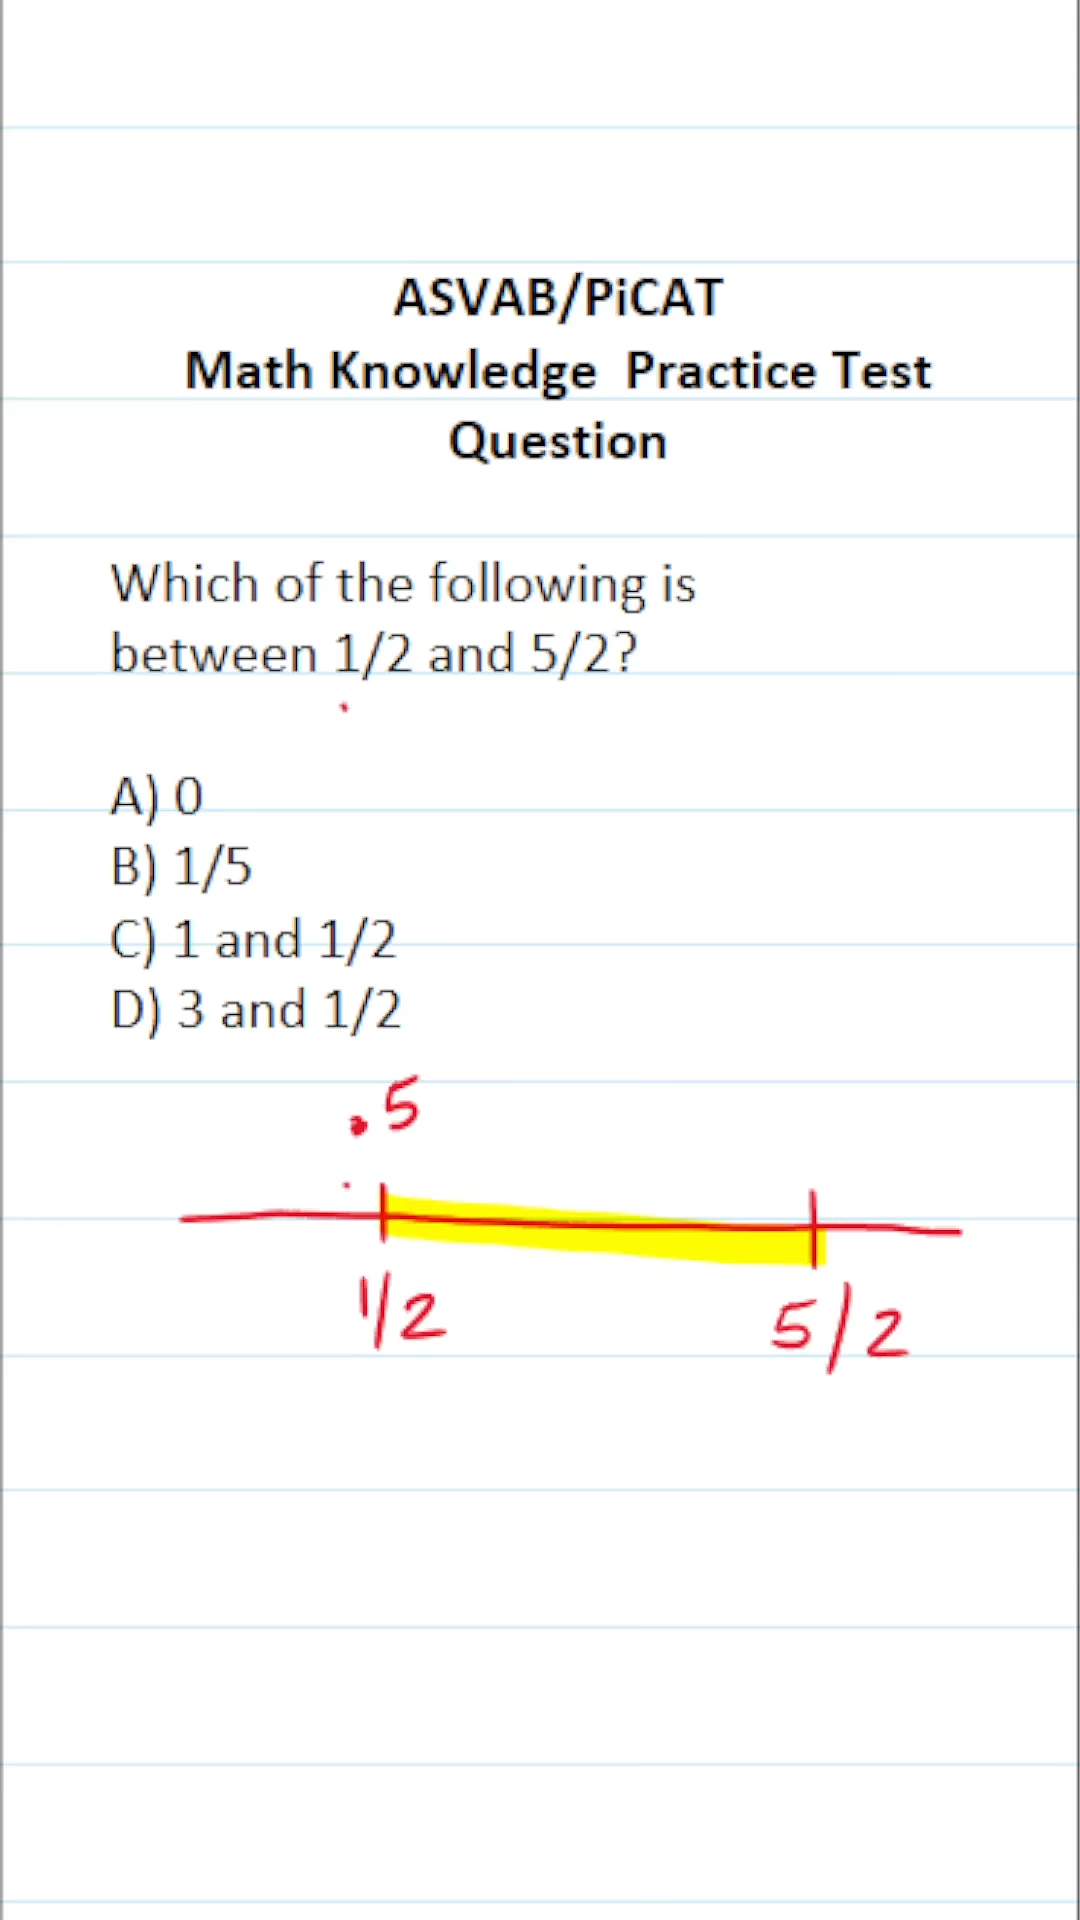 ASVAB/PiCAT
Math Knowledge Practice Test
Question
Which of the following is
between 1/2 and 5/2?
A) 0
B) 1/5
C) 1 and 1/2
D) 3 and 1/2
.5
1/2
5/2